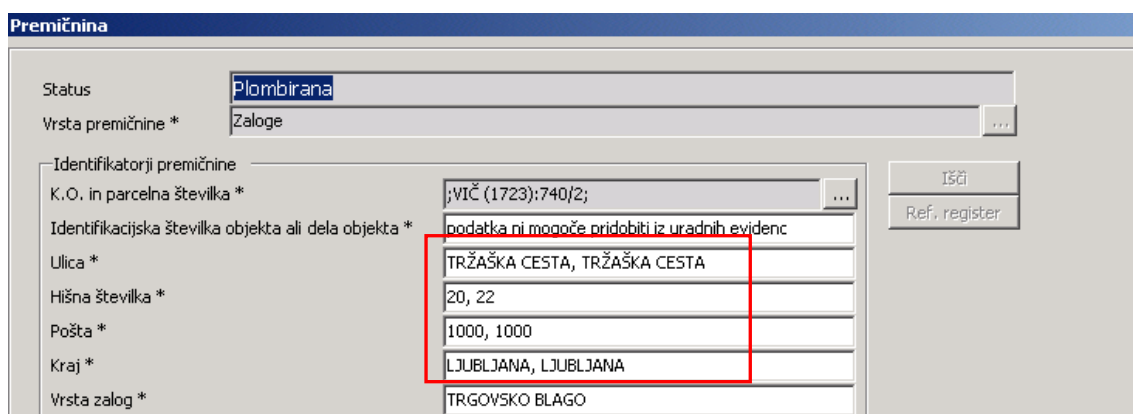 Premičnina
Status Plombirana
Vrsta premičnine * Zaloge ...
Identifikatorji premičnine
K.O. in parcelna številka * ;VIČ (1723):740/2; ... Išči
Identifikacijska številka objekta ali dela objekta * podatka ni mogoče pridobiti iz uradnih evidenc Ref. register
Ulica * TRŽAŠKA CESTA, TRŽAŠKA CESTA
Hišna številka * 20, 22
Pošta * 1000, 1000
Kraj * LJUBLJANA, LJUBLJANA
Vrsta zalog * TRGOVSKO BLAGO